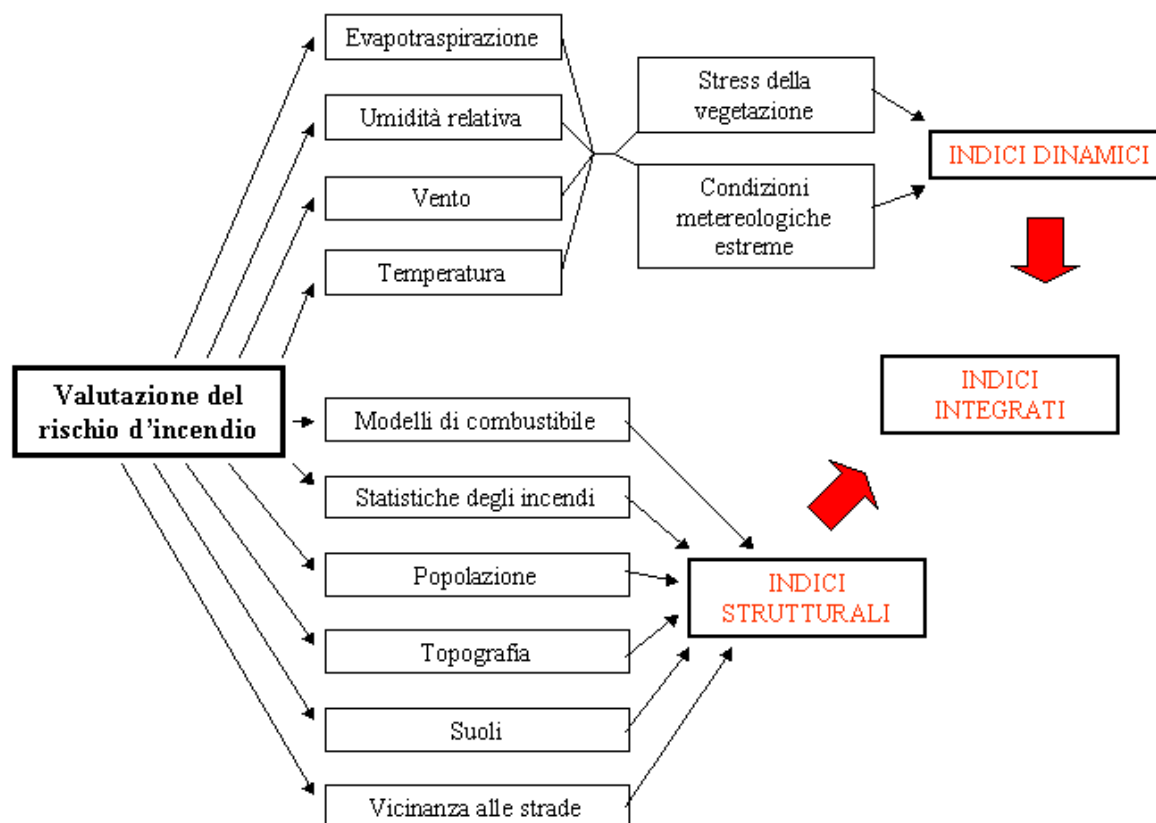 Evapotraspirazione
Umidità relativa
Vento
Temperatura
Stress della
vegetazione
Condizioni
metereologiche
estreme
INDICI DINAMICI
INDICI
INTEGRATI
Valutazione del
rischio d'incendio
Modelli di combustibile
Statistiche degli incendi
Popolazione
Topografia
Suoli
Vicinanza alle strade
INDICI
STRUTTURALI